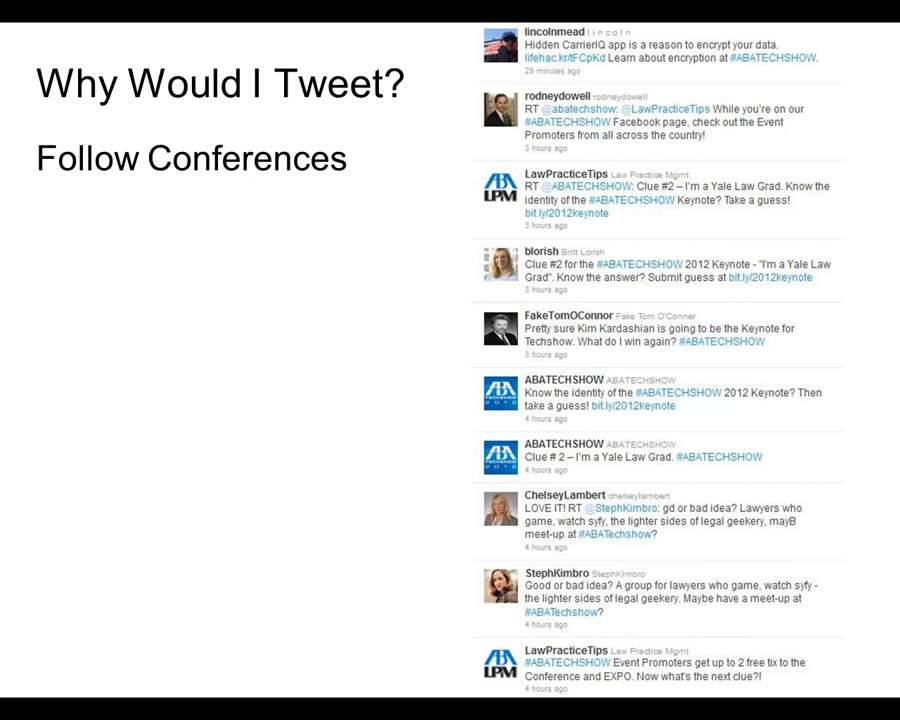 Why Would I Tweet?
Follow Conferences
lincolnmead lincoln
Hidden CarrierIQ app is a reason to encrypt your data.
lifehac.kr/tFCpKd Learn about encryption at #ABATECHSHOW.
29 minutes ago
rodneydowell rodneydowell
RT @abatechshow: @LawPracticeTips While you're on our
#ABATECHSHOW Facebook page, check out the Event
Promoters from all across the country!
3 hours ago
ABA
LPM
LawPracticeTips Law Practice Mgmt
RT @ABATECHSHOW: Clue #2 – I'm a Yale Law Grad. Know the
identity of the #ABATECHSHOW Keynote? Take a guess!
bit.ly/2012keynote
3 hours ago
blorish Britt Lorish
Clue #2 for the #ABATECHSHOW 2012 Keynote - "I'm a Yale Law
Grad". Know the answer? Submit guess at bit.ly/2012keynote
3 hours ago
FakeTomOConnor Fake Tom O'Conner
Pretty sure Kim Kardashian is going to be the Keynote for
Techshow. What do I win again? #ABATECHSHOW
3 hours ago
ABA
TECHSHOW
2012
ABATECHSHOW ABATECHSHOW
Know the identity of the #ABATECHSHOW 2012 Keynote? Then
take a guess! bit.ly/2012keynote
4 hours ago
ABA
TECHSHOW
2012
ABATECHSHOW ABATECHSHOW
Clue # 2 – I'm a Yale Law Grad. #ABATECHSHOW
4 hours ago
ChelseyLambert chelseylambert
LOVE IT! RT @StephKimbro: gd or bad idea? Lawyers who
game, watch syfy, the lighter sides of legal geekery, mayB
meet-up at #ABATechshow?
4 hours ago
StephKimbro StephKimbro
Good or bad idea? A group for lawyers who game, watch syfy -
the lighter sides of legal geekery. Maybe have a meet-up at
#ABATechshow?
4 hours ago
ABA
LPM
LawPracticeTips Law Practice Mgmt
#ABATECHSHOW Event Promoters get up to 2 free tix to the
Conference and EXPO. Now what's the next clue?!
4 hours ago